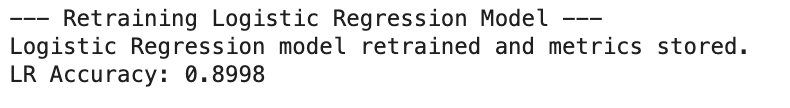 --- Retraining Logistic Regression Model ---
Logistic Regression model retrained and metrics stored.
LR Accuracy: 0.8998